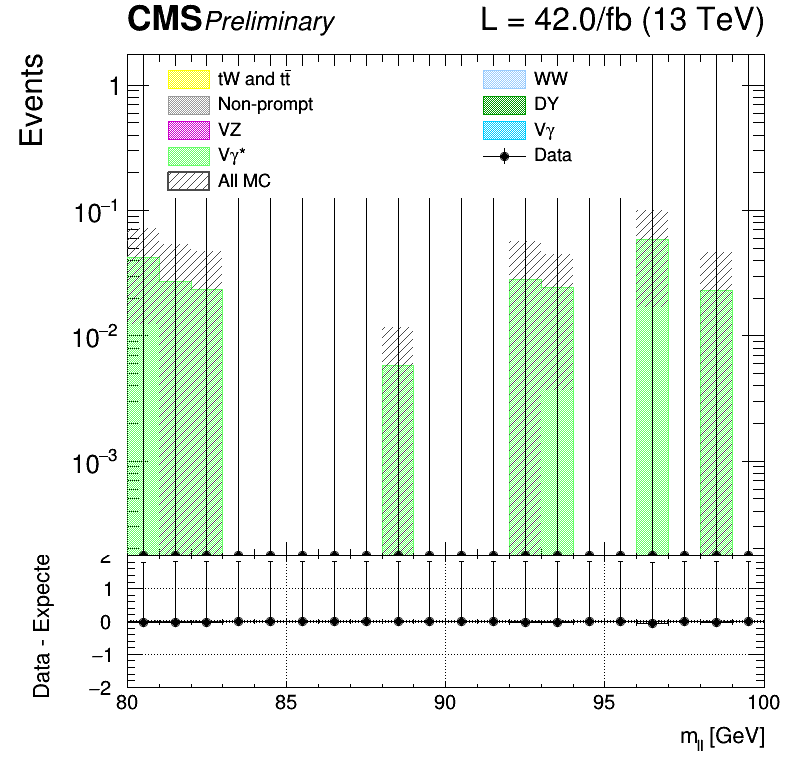 CMS Preliminary L = 42.0/fb (13 TeV)
Events
1
10⁻¹
10⁻²
10⁻³
tW and tt̅
Non-prompt
VZ
Vγ*
All MC
WW
DY
Vγ
Data
Data - Expecte
2
1
0
−1
−2
80 85 90 95 100
mₗₗ [GeV]